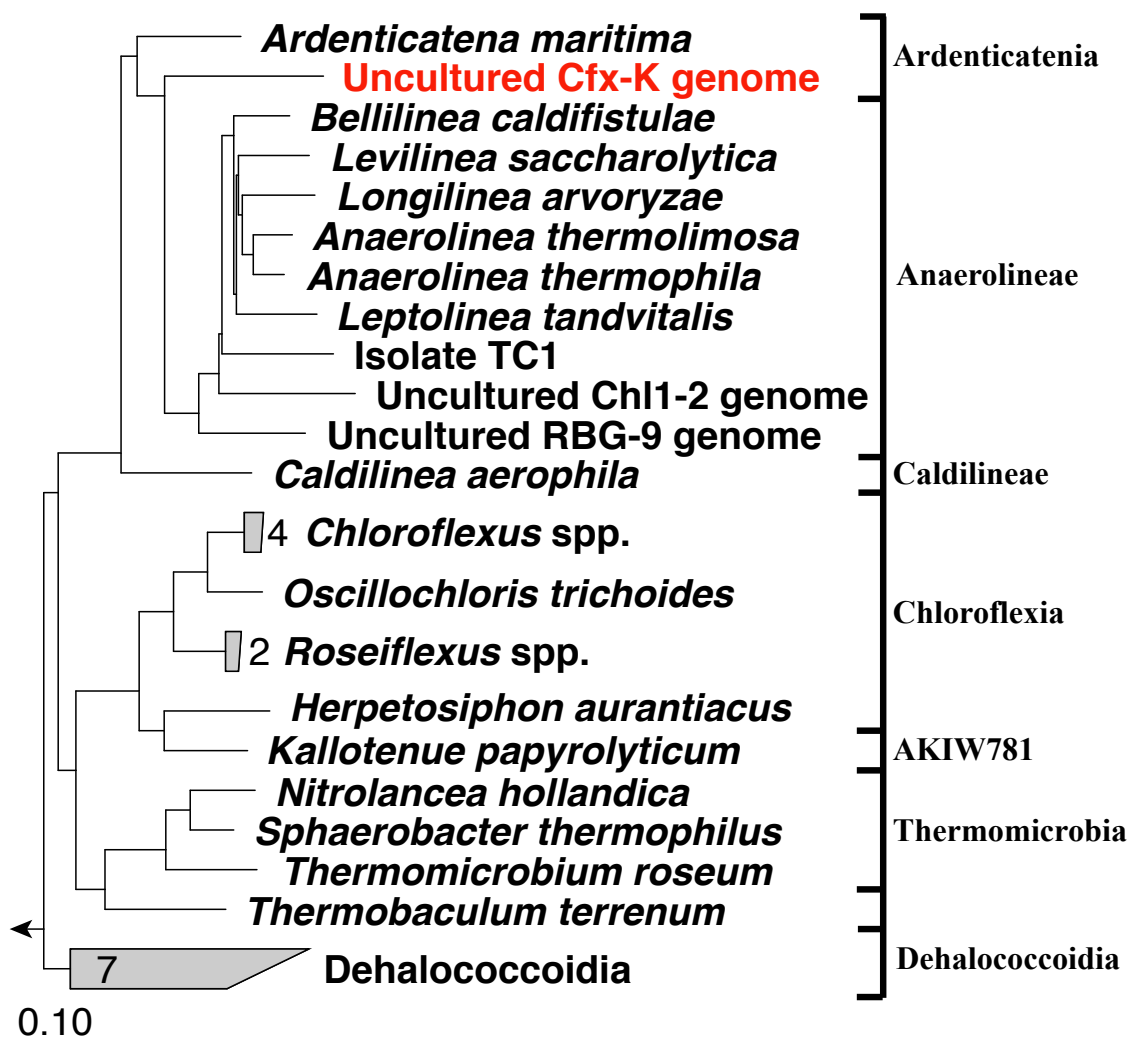 Ardenticatena maritima
Ardenticatenia
Uncultured Cfx-K genome
Bellilinea caldifistulae
Levilinea saccharolytica
Longilinea arvoryzae
Anaerolinea thermolimosa
Anaerolineae
Anaerolinea thermophila
Leptolinea tandvitalis
Isolate TC1
Uncultured Chl1-2 genome
Uncultured RBG-9 genome
Caldilinea aerophila
Caldilineae
4 Chloroflexus spp.
Oscillochloris trichoides
Chloroflexia
2 Roseiflexus spp.
Herpetosiphon aurantiacus
Kallotenue papyrolyticum
AKIW781
Nitrolancea hollandica
Sphaerobacter thermophilus
Thermomicrobia
Thermomicrobium roseum
Thermobaculum terrenum
7 Dehalococcoidia
Dehalococcoidia
0.10